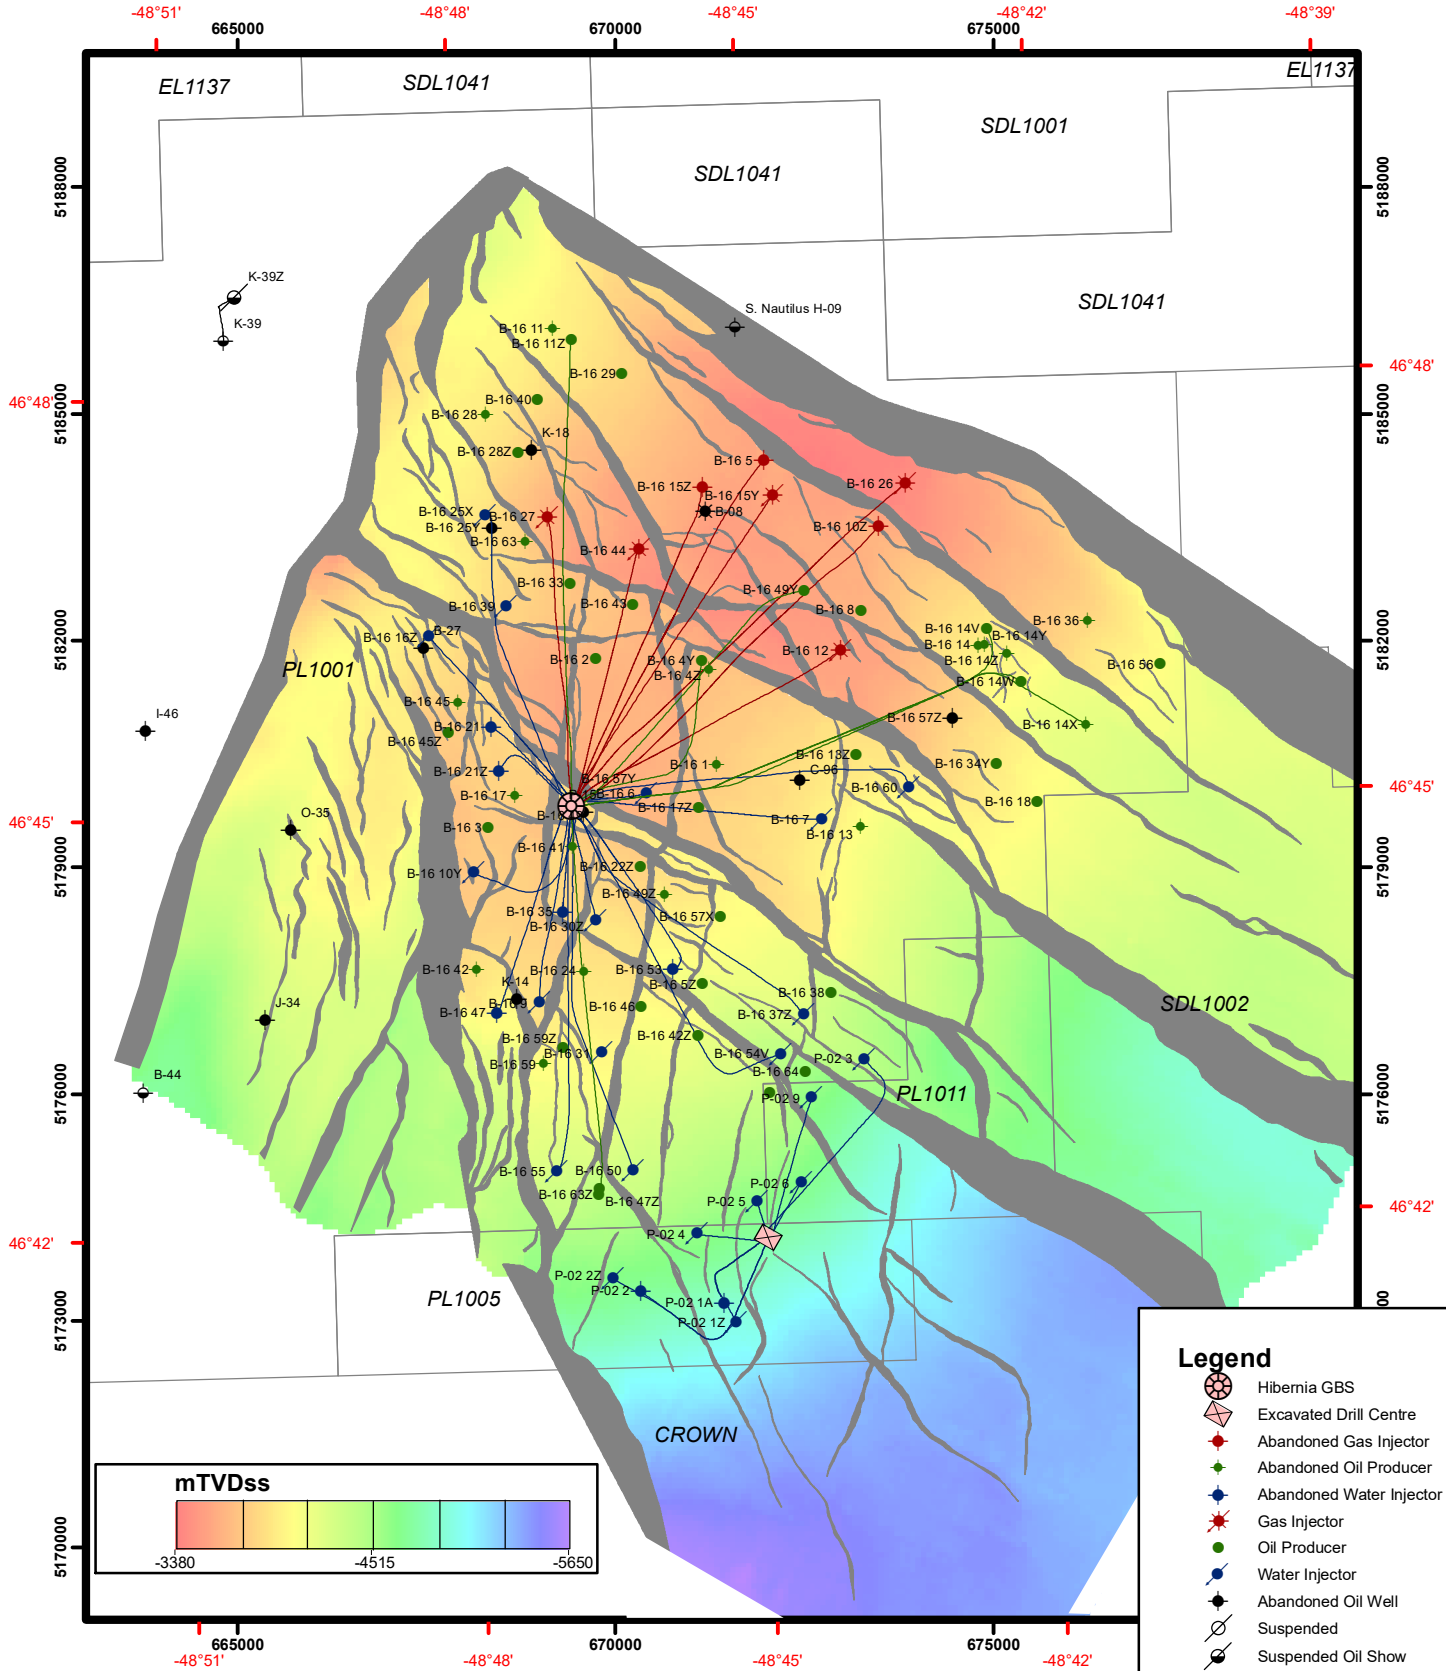 -48°51'
-48°48'
-48°45'
-48°42'
-48°39'
665000
670000
675000
EL1137
SDL1041
EL1137
SDL1001
SDL1041
5188000
5188000
K-39Z
SDL1041
S. Nautilus H-09
K-39
B-16 11
B-16 11Z
46°48'
B-16 29
46°48'
B-16 40
B-16 28
5185000
5185000
K-18
B-16 28Z
B-16 5
B-16 15Z
B-16 15Y
B-16 26
B-16 25X
B-16 27
B-08
B-16 25Y
B-16 10Z
B-16 63
B-16 44
B-16 33
B-16 49Y
B-16 39
B-16 43
B-16 8
B-16 36
B-16 14V
B-27
B-16 16Z
B-16 14Y
5182000
5182000
B-16 14
B-16 12
B-16 2
B-16 4Y
B-16 14Z
B-16 56
PL1001
B-16 4Z
B-16 14W
B-16 45
I-46
B-16 57Z
B-16 14X
B-16 21
B-16 45Z
B-16 13Z
B-16 34Y
B-16 1
C-96
B-16 21Z
B-16 57Y
46°45'
B-16 60
B-16 6
B-16 17
B-16 18
B-16 17Z
O-35
46°45'
B-16 7
B-16 3
B-16 13
B-16 41
B-16 22Z
5179000
5179000
B-16 10Y
B-16 49Z
B-16 35
B-16 57X
B-16 30Z
B-16 42
B-16 24
B-16 53
K-14
B-16 5Z
B-16 38
J-34
B-16 9
B-16 46
SDL1002
B-16 47
B-16 37Z
B-16 59Z
B-16 42Z
B-16 31
B-16 54V
P-02 3
B-16 59
B-16 64
B-44
PL1011
P-02 9
5176000
5176000
B-16 55
B-16 50
P-02 6
B-16 63Z
B-16 47Z
P-02 5
46°42'
P-02 4
46°42'
P-02 2Z
P-02 2
PL1005
P-02 1A
P-02 1Z
5173000
Legend
Hibernia GBS
Excavated Drill Centre
CROWN
Abandoned Gas Injector
Abandoned Oil Producer
mTVDss
Abandoned Water Injector
Gas Injector
-3380
-4515
-5650
Oil Producer
5170000
Water Injector
Abandoned Oil Well
Suspended
Suspended Oil Show
665000
670000
675000
-48°51'
-48°48'
-48°45'
-48°42'